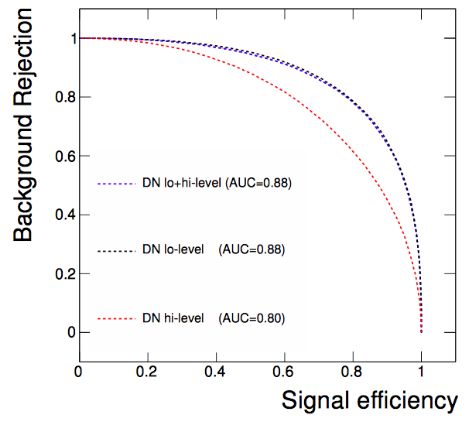 Background Rejection
1
0.8
0.6
0.4
0.2
0
DN lo+hi-level (AUC=0.88)
DN lo-level (AUC=0.88)
DN hi-level (AUC=0.80)
0 0.2 0.4 0.6 0.8 1
Signal efficiency